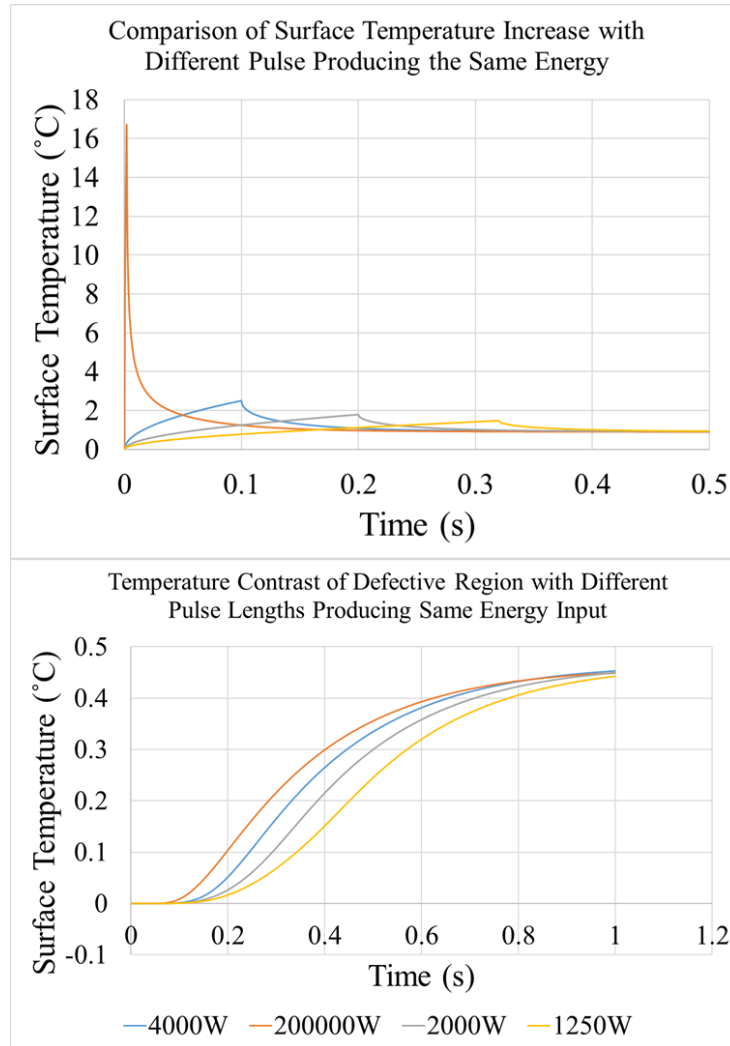 Comparison of Surface Temperature Increase with
Different Pulse Producing the Same Energy
Surface Temperature (˚C)
18
16
14
12
10
8
6
4
2
0
0 0.1 0.2 0.3 0.4 0.5
Time (s)
Temperature Contrast of Defective Region with Different
Pulse Lengths Producing Same Energy Input
Surface Temperature (˚C)
0.5
0.4
0.3
0.2
0.1
0
-0.1
0 0.2 0.4 0.6 0.8 1 1.2
Time (s)
4000W 200000W 2000W 1250W